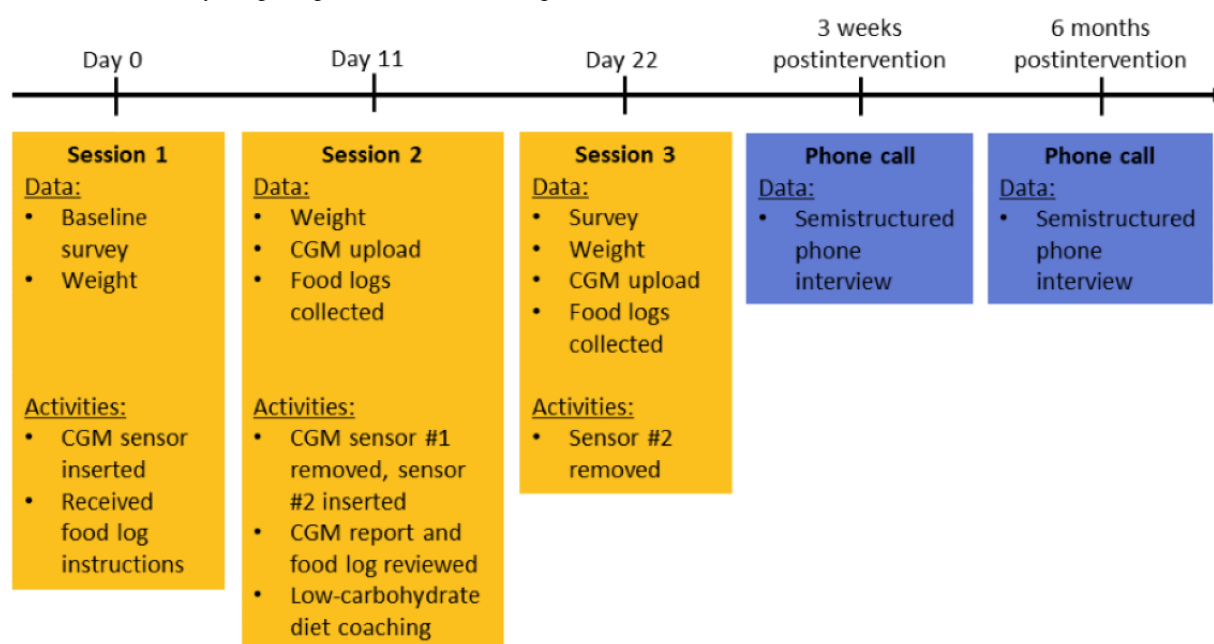 Day 0
Day 11
Day 22
3 weeks
postintervention
6 months
postintervention
Session 1
Data:
• Baseline
survey
• Weight
Activities:
• CGM sensor
inserted
• Received
food log
instructions
Session 2
Data:
• Weight
• CGM upload
• Food logs
collected
Activities:
• CGM sensor #1
removed, sensor
#2 inserted
• CGM report and
food log reviewed
• Low-carbohydrate
diet coaching
Session 3
Data:
• Survey
• Weight
• CGM upload
• Food logs
collected
Activities:
• Sensor #2
removed
Phone call
Data:
• Semistructured
phone
interview
Phone call
Data:
• Semistructured
phone
interview